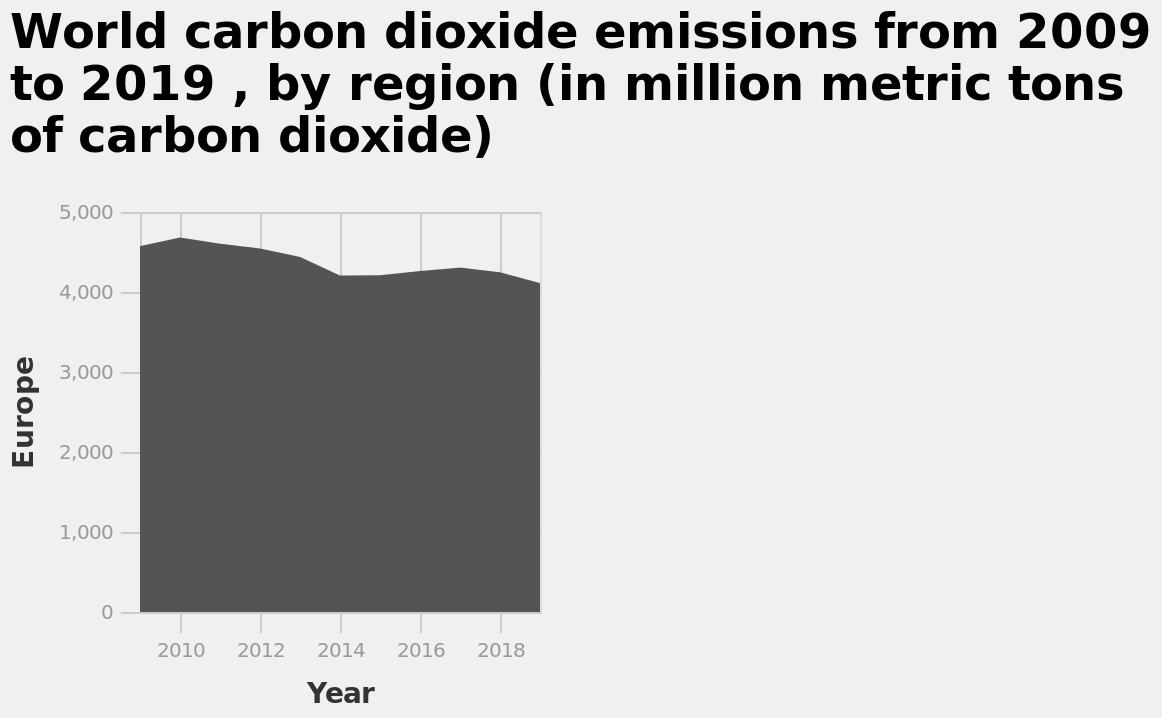 World carbon dioxide emissions from 2009
to 2019 , by region (in million metric tons
of carbon dioxide)
5,000
4,000
3,000
2,000
1,000
0
Europe
2010 2012 2014 2016 2018
Year